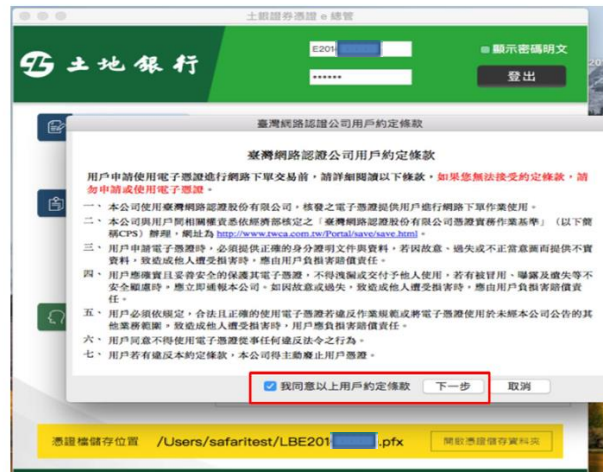 土銀證券憑證 e 總管
土地銀行
E201
顯示密碼明文
••••••
登出
臺灣網路認證公司用戶約定條款
臺灣網路認證公司用戶約定條款
用戶申請使用電子憑證進行網路下單交易前,請詳細閱讀以下條款,如果您無法接受約定條款,請
勿申請或使用電子憑證。
一、 本公司使用臺灣網路認證股份有限公司,核發之電子憑證提供用戶進行網路下單作業使用。
二、 本公司與用戶間相關權責悉依經濟部核定之「臺灣網路認證股份有限公司憑證實務作業基準」(以下簡
稱CPS)辦理,網址為 http://www.twca.com.tw/Portal/save/save.html。
三、 用戶申請電子憑證時,必須提供正確的身分證明文件與資料,若因故意、過失或不正當意圖而提供不實
資料,致造成他人遭受損害時,應由用戶負損害賠償責任。
四、 用戶應確實且妥善安全的保護其電子憑證,不得洩漏或交付予他人使用,若有被冒用、曝露及遺失等不
安全顧慮時,應立即通報本公司。如因故意或過失,致造成他人遭受損害時,應由用戶負損害賠償責
任。
五、 用戶必須依規定,合法且正確的使用電子憑證若違反作業規範或將電子憑證使用於未經本公司公告的其
他業務範圍,致造成他人遭受損害時,用戶應負損害賠償責任。
六、 用戶同意不得使用電子憑證從事任何違反法令之行為。
七、 用戶若有違反本約定條款,本公司得主動廢止用戶憑證。
我同意以上用戶約定條款
下一步
取消
憑證檔儲存位置
/Users/safaritest/LBE201
.pfx
開啟憑證儲存資料夾